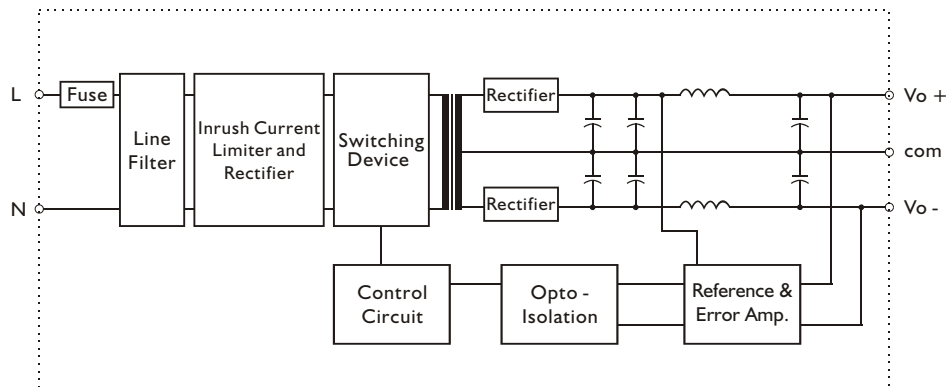 L
Fuse
Line
Filter
Inrush Current
Limiter and
Rectifier
Switching
Device
Rectifier
Vo +
com
N
Rectifier
Vo -
Control
Circuit
Opto -
Isolation
Reference &
Error Amp.